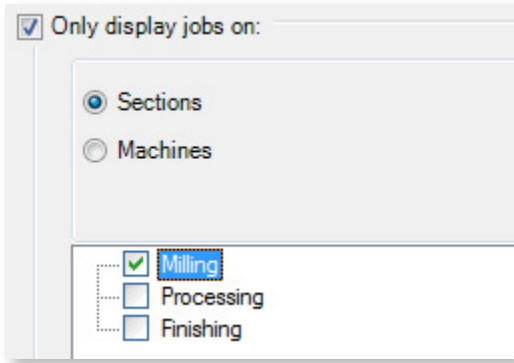 Only display jobs on:
Sections
Machines
Milling
Processing
Finishing